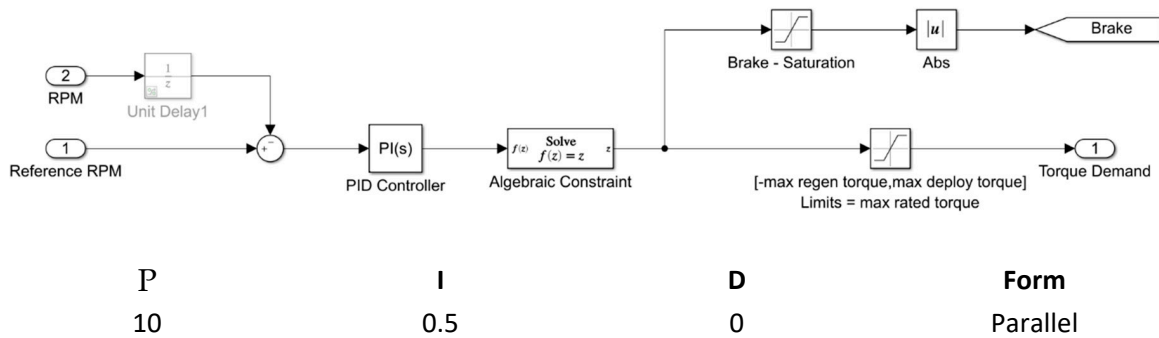 |u|
Brake
Brake - Saturation
Abs
2
RPM
1
z
Unit Delay1
1
Reference RPM
+
−
PI(s)
PID Controller
f(z)
Solve
f(z) = z
z
Algebraic Constraint
[-max regen torque,max deploy torque]
Limits = max rated torque
1
Torque Demand
P I D Form
10 0.5 0 Parallel